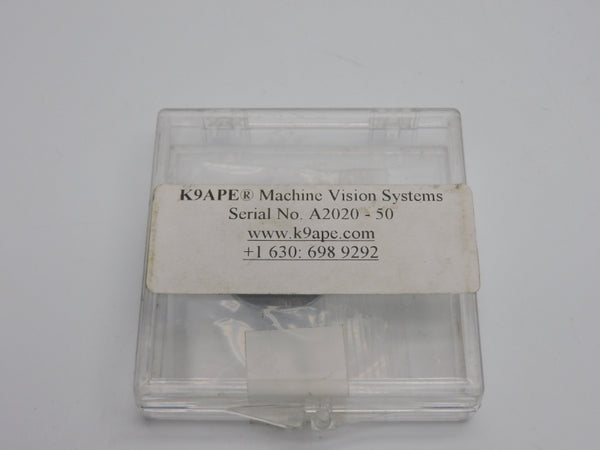 K9APE® Machine Vision Systems
Serial No. A2020 - 50
www.k9ape.com
+1 630: 698 9292